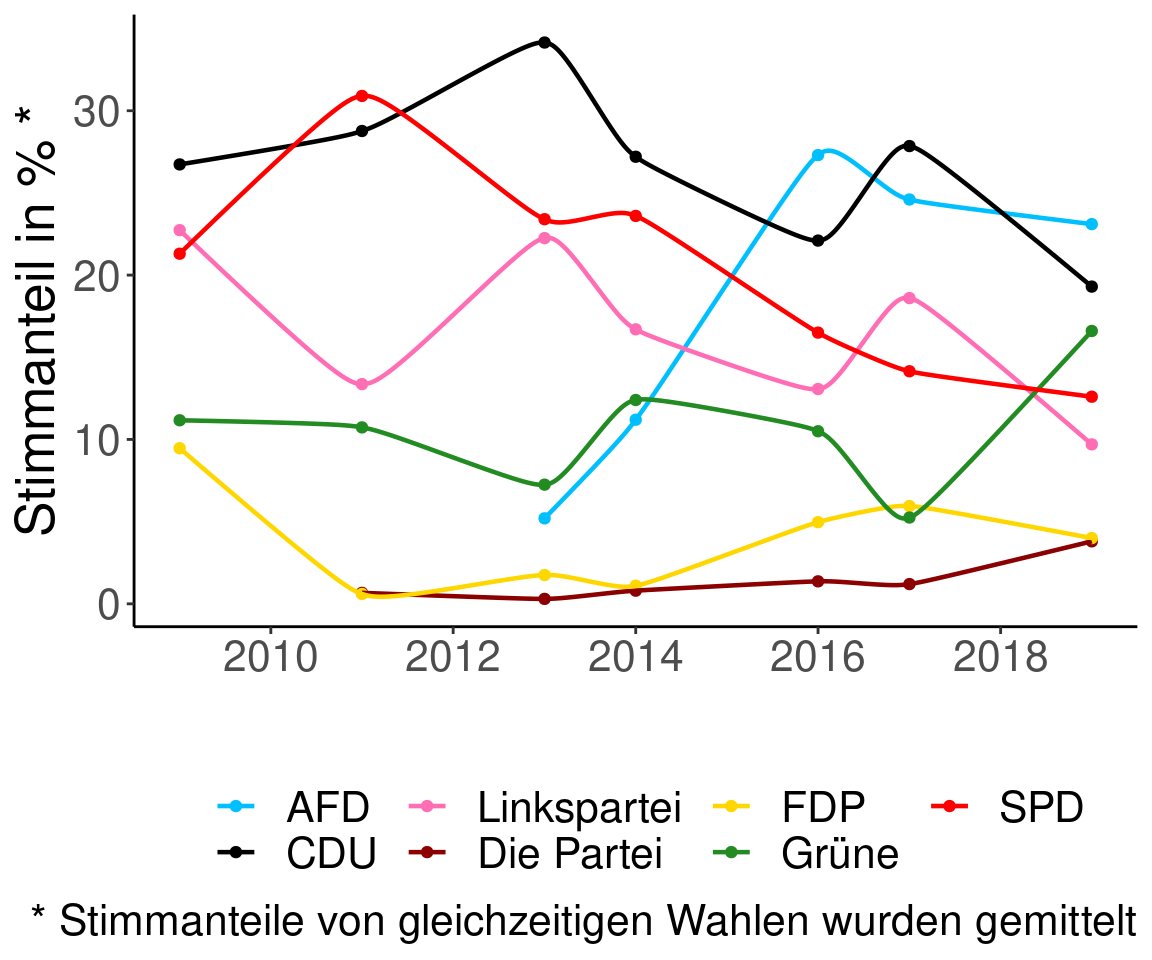 Stimmanteil in % *
30
20
10
0
2010 2012 2014 2016 2018
AFD Linkspartei FDP SPD
CDU Die Partei Grüne
* Stimmanteile von gleichzeitigen Wahlen wurden gemittelt